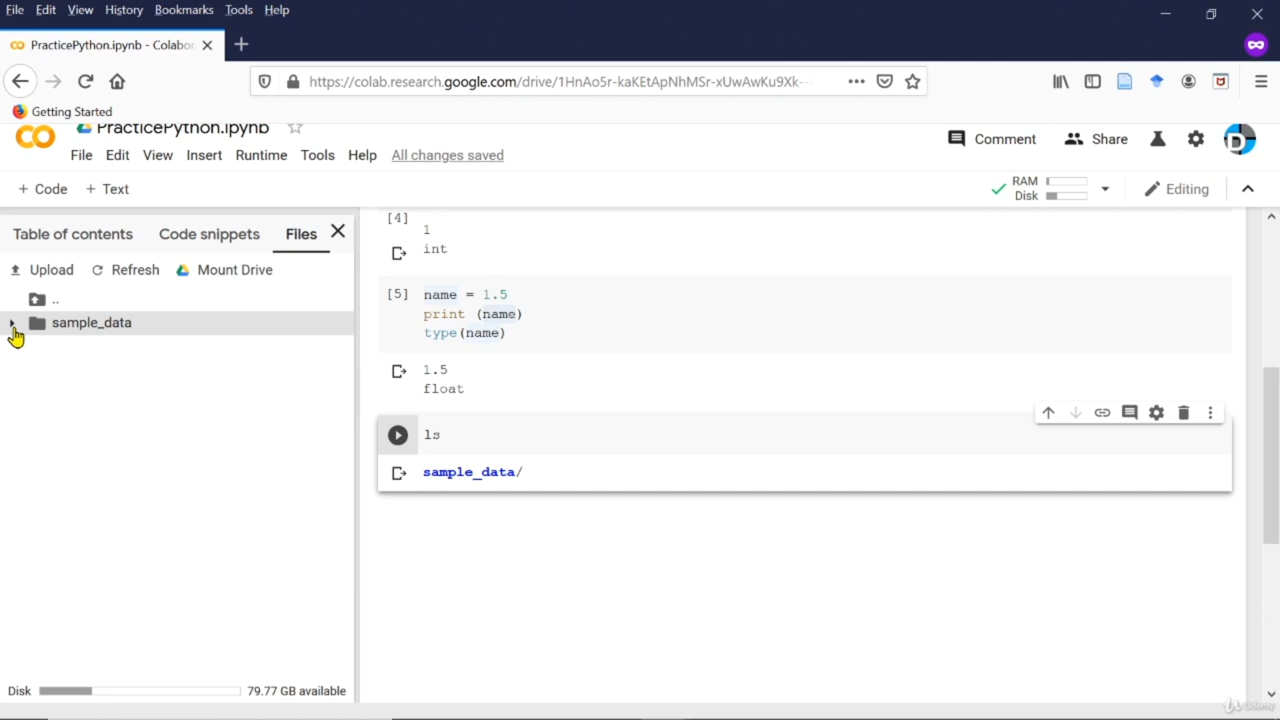 File Edit View History Bookmarks Tools Help
PracticePython.ipynb - Colabor
https://colab.research.google.com/drive/1HnAo5r-kaKEtApNhMSr-xUwAwKu9Xk--
Getting Started
PracticePython.ipynb
File Edit View Insert Runtime Tools Help All changes saved
Comment Share D
+ Code + Text
RAM
Disk
Editing
Table of contents Code snippets Files
Upload Refresh Mount Drive
..
sample_data
[4]
1
int
[5] name = 1.5
print (name)
type(name)
1.5
float
ls
sample_data/
Disk 79.77 GB available
Udemy